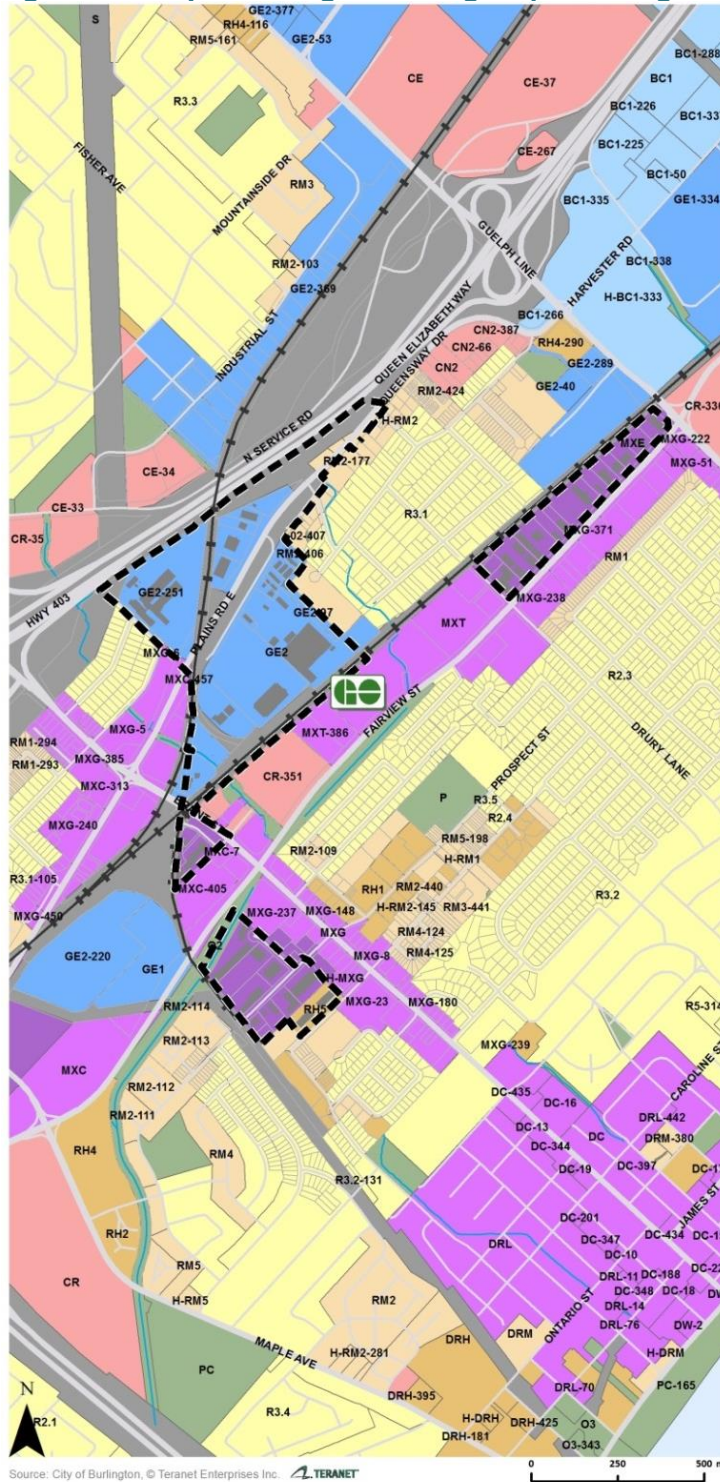 S
GE2-377
RH4-116
RM5-161
GE2-53
CE
CE-37
BC1-288
BC1
R3.3
BC1-226
BC1-33
BC1-225
CE-267
BC1-50
FISHER AVE
MOUNTAINSIDE DR
RM3
BC1-335
GE1-334
GUELPH LINE
HARVESTER RD
BC1-338
RM2-103
GE2-369
H-BC1-333
INDUSTRIAL ST
QUEEN ELIZABETH WAY
QUEENSWAY DR
BC1-266
CN2-387
CN2-66
RH4-290
CN2
GE2-289
RM2-424
GE2-40
N SERVICE RD
H-RM2
CR-336
MXE
MXG-222
RM2-177
MXG-51
CE-34
CE-33
R3.1
CR-35
MXG-371
RM1
HWY 403
GE2-251
PLAINS RD E
GE2-97
MXG-238
MXT
GE2
MXC-457
R2.3
GO
FAIRVIEW ST
MXG-5
MXT-386
RM1-294
MXG-385
RM1-293
MXC-313
CR-351
PROSPECT ST
DRURY LANE
P
R3.5
R2.4
MXG-240
RM5-198
H-RM1
RM2-109
MXC-7
R3.1-105
MXC-405
RH1
RM2-440
R3.2
MXG-450
MXG-237
MXG-148
H-RM2-145
RM3-441
MXG
RM4-124
GE2-220
MXG-8
RM4-125
GE1
H-MXG
RM2-114
RH5
MXG-23
MXG-180
R5-314
RM2-113
MXG-239
MXC
CAROLINE ST
RM2-112
DC-435
DC-16
RM2-111
DRL-442
DC-13
DC
DRM-380
DC-344
RH4
RM4
DC-19
DC-397
R3.2-131
JAMES ST
DC-201
RH2
DRL
DC-347
DC-434
DC-10
RM5
DRL-11
DC-188
CR
DC-348
DC-18
H-RM5
RM2
ONTARIO ST
DRL-14
DRM
DRL-76
DW-2
H-RM2-281
DRH
H-DRM
PC
MAPLE AVE
DRL-70
PC-165
DRH-395
N
R3.4
H-DRH
DRH-425
O3
R2.1
DRH-181
O3-343
Source: City of Burlington, © Teranet Enterprises Inc. TERANET
0 250 500 m